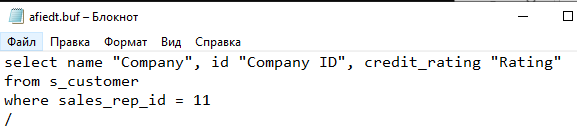 afiedt.buf – Блокнот
Файл Правка Формат Вид Справка
select name "Company", id "Company ID", credit_rating "Rating"
from s_customer
where sales_rep_id = 11
/